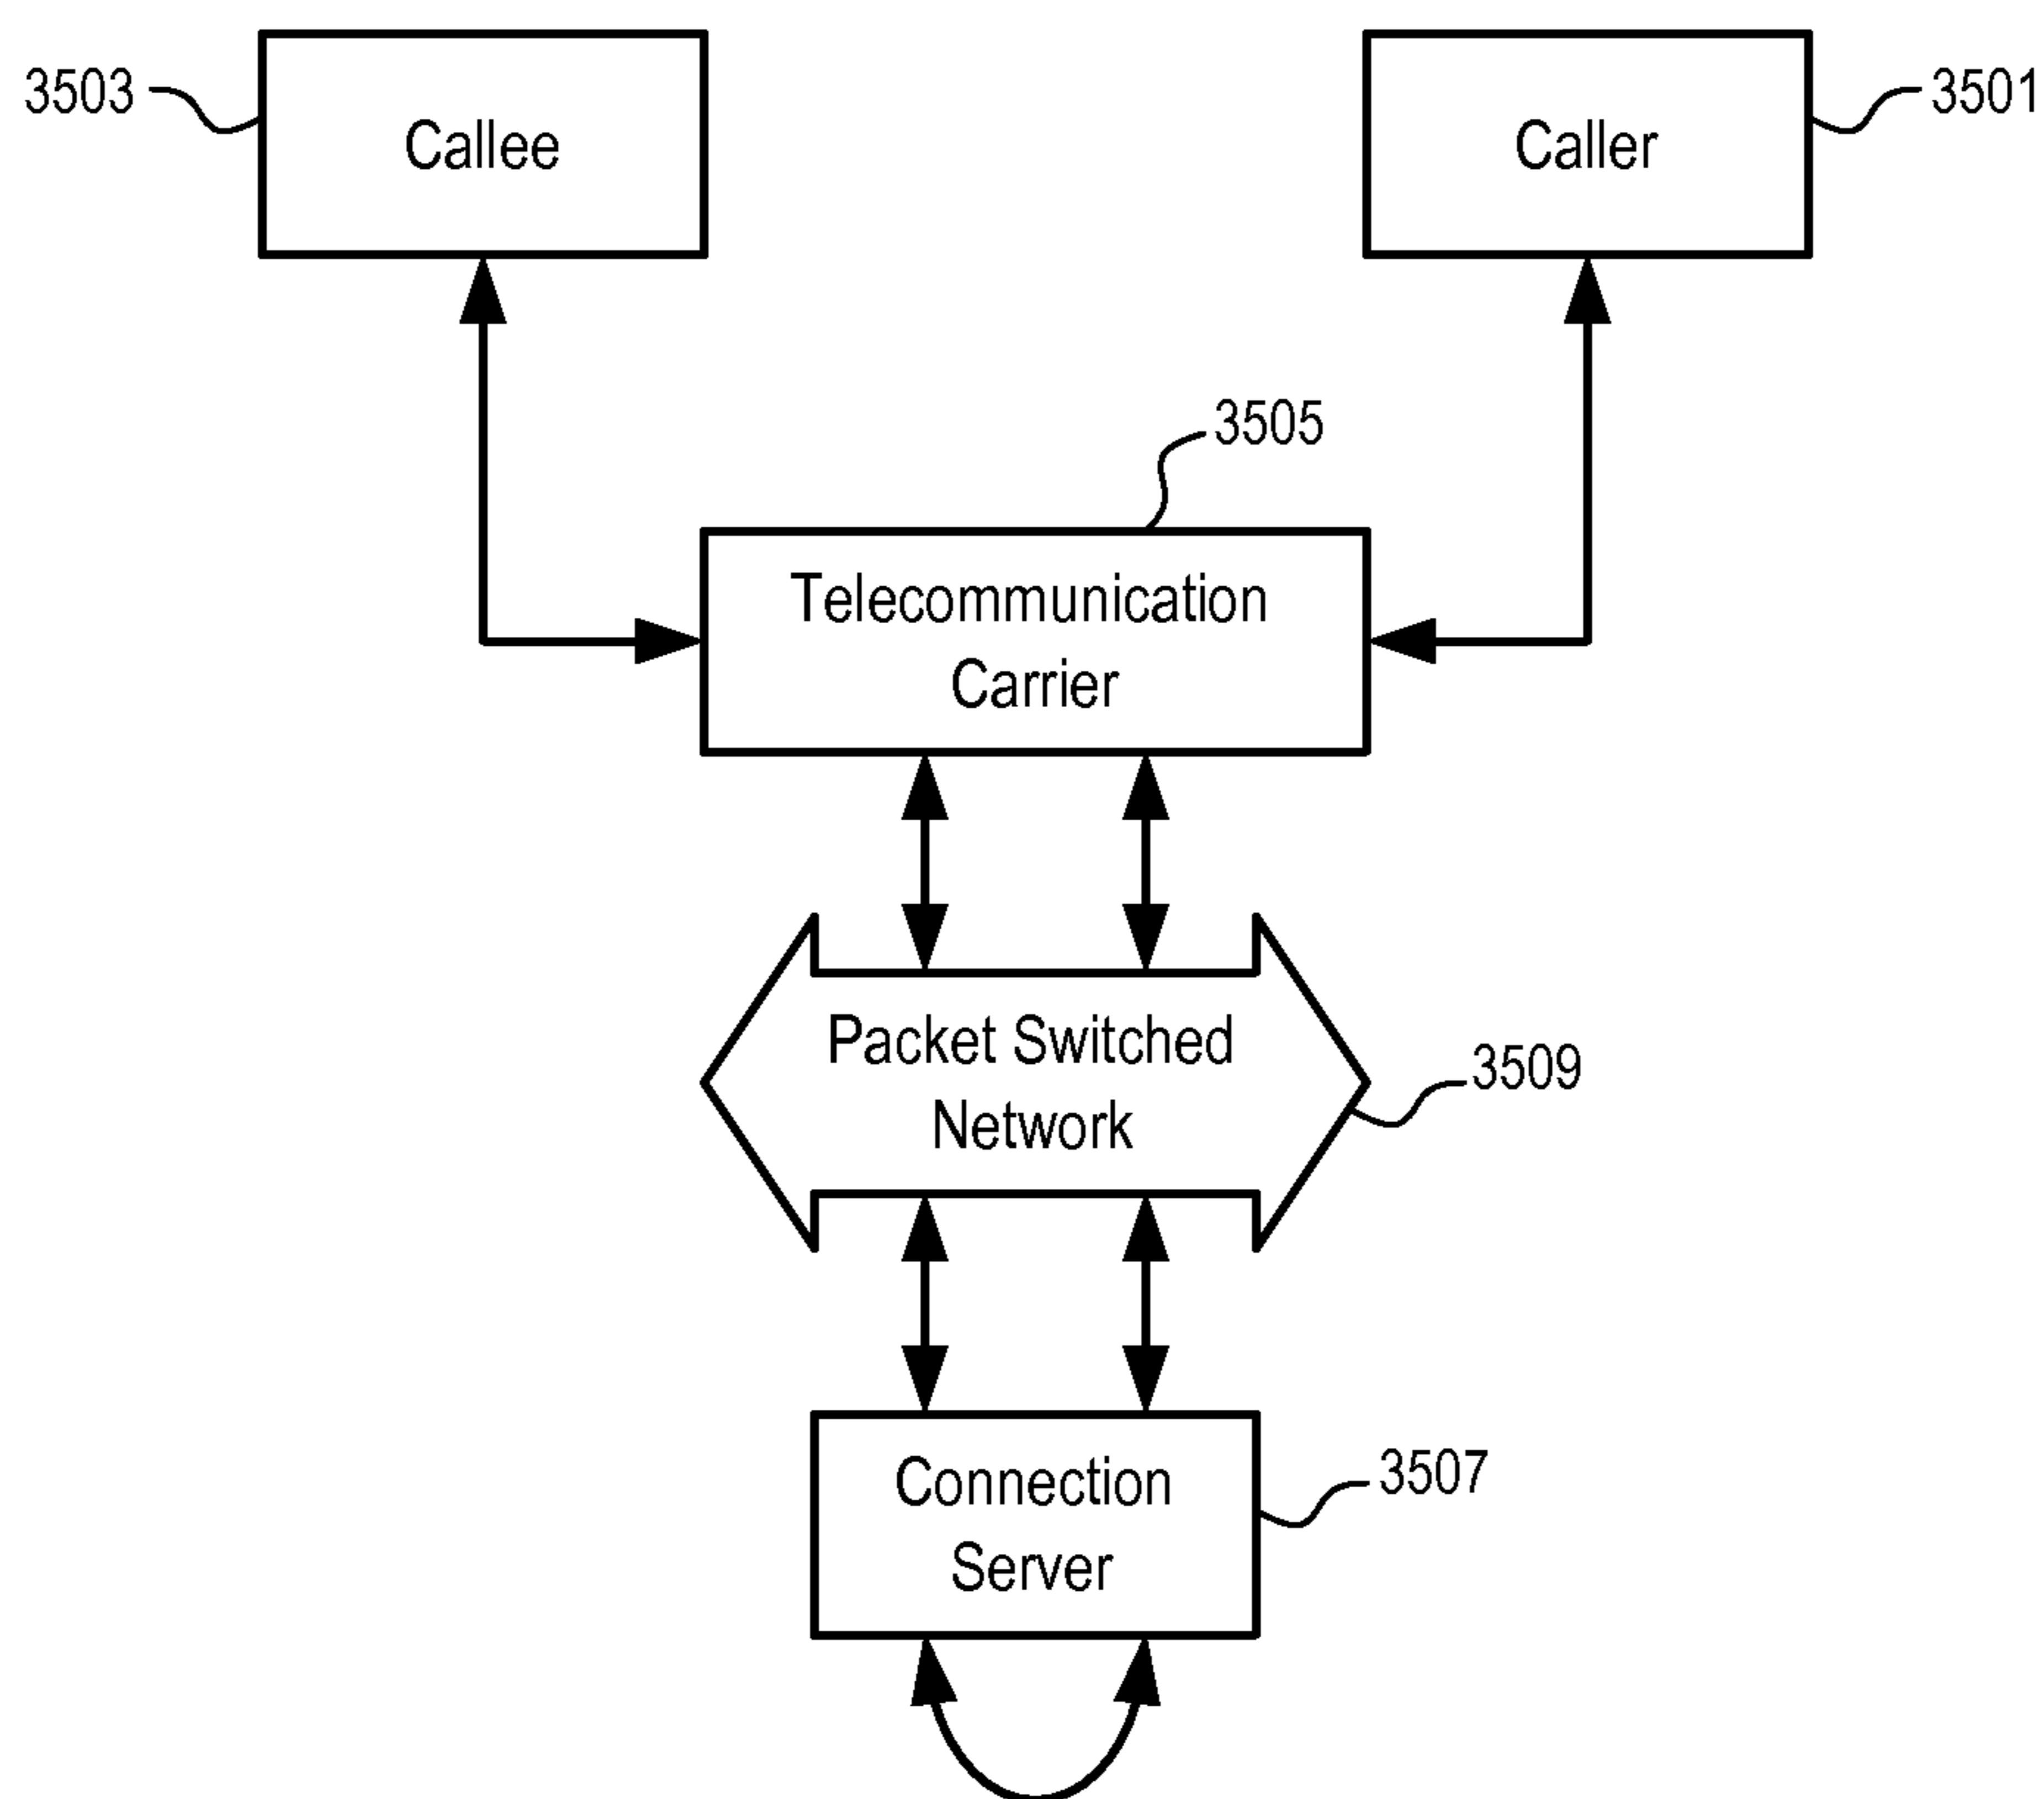 3503
Callee
Caller
3501
3505
Telecommunication
Carrier
Packet Switched
Network
3509
Connection
Server
3507